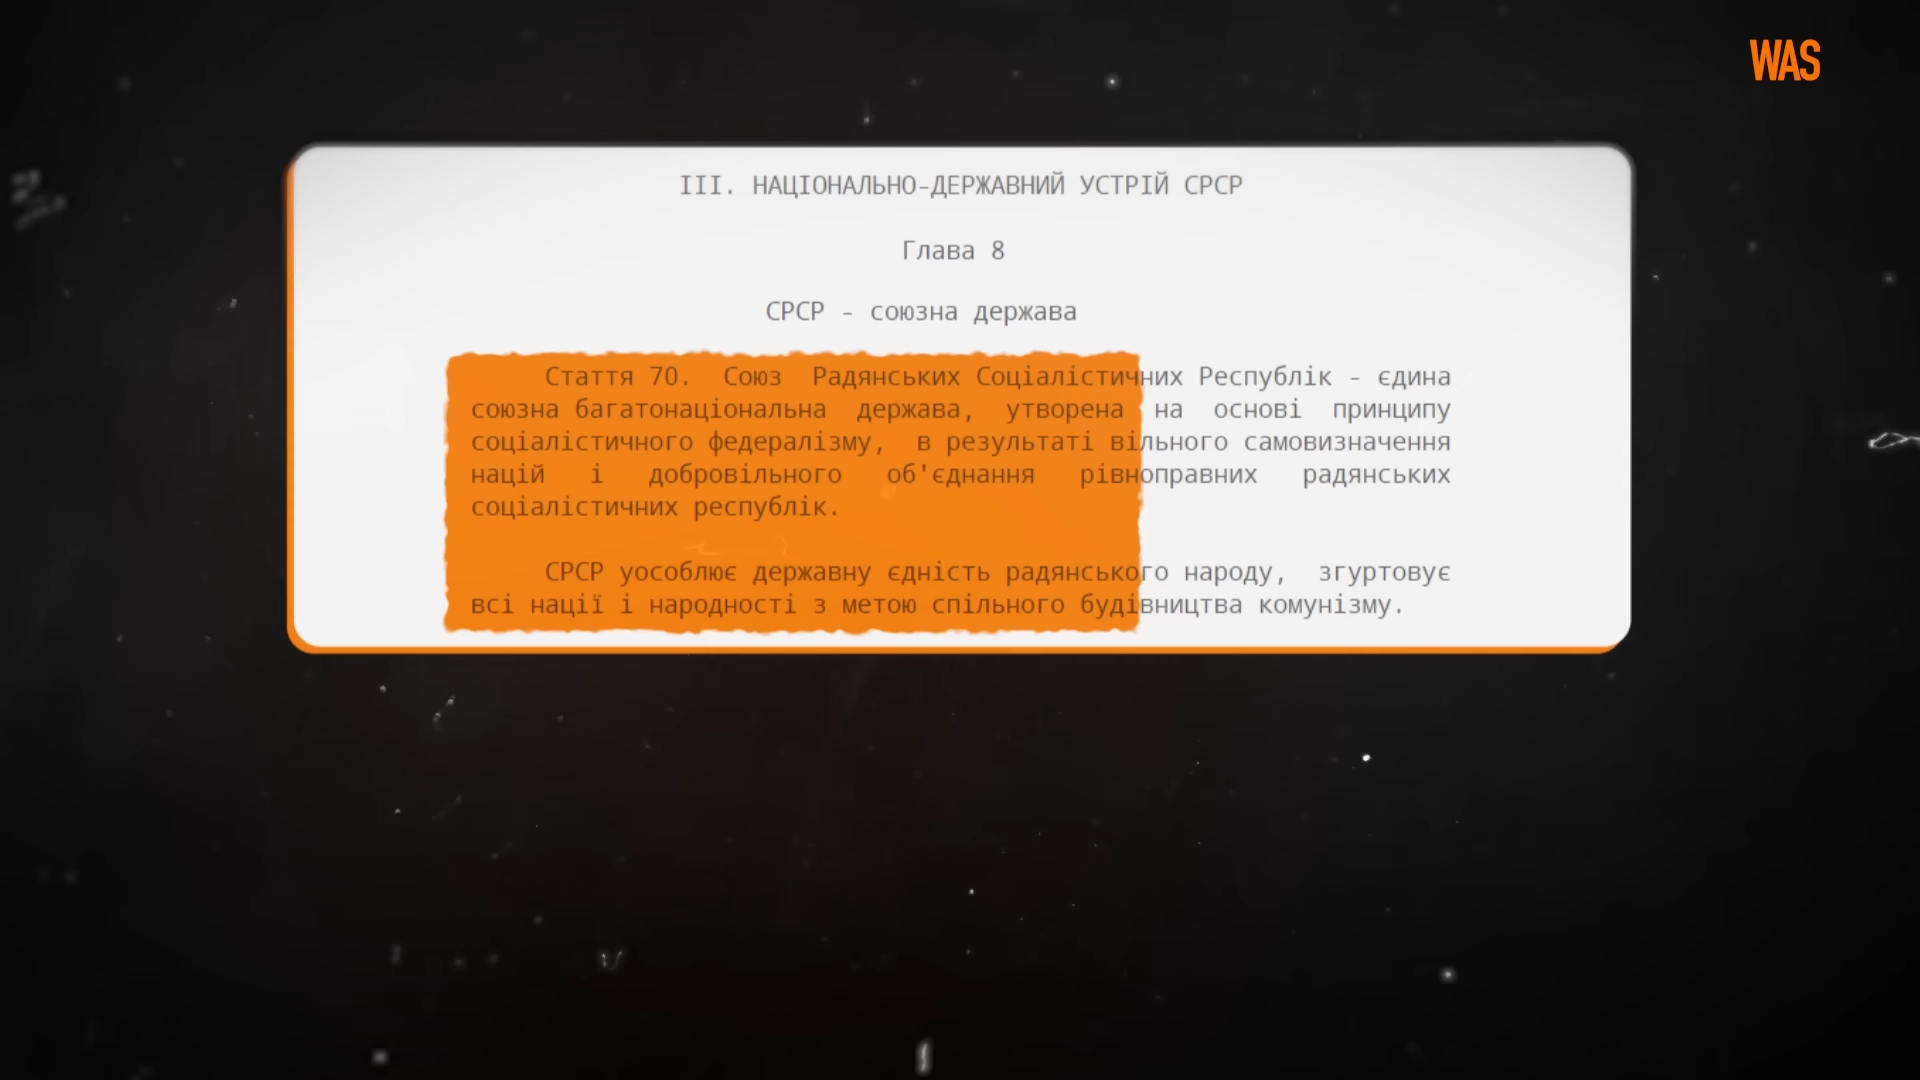 WAS
III. НАЦІОНАЛЬНО-ДЕРЖАВНИЙ УСТРІЙ СРСР
Глава 8
СРСР - союзна держава
Стаття 70. Союз Радянських Соціалістичних Республік - єдина
союзна багатонаціональна держава, утворена на основі принципу
соціалістичного федералізму, в результаті вільного самовизначення
націй і добровільного об'єднання рівноправних радянських
соціалістичних республік.
СРСР уособлює державну єдність радянського народу, згуртовує
всі нації і народності з метою спільного будівництва комунізму.